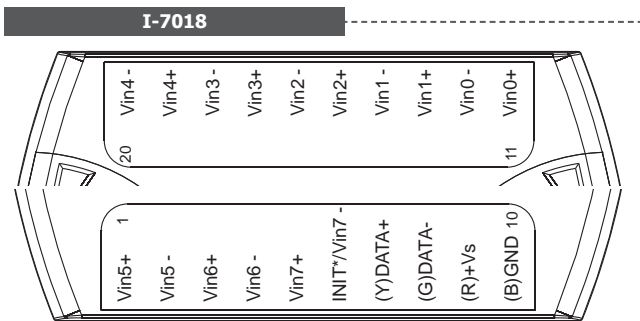 I-7018
Vin4 -
Vin4+
Vin3 -
Vin3+
Vin2 -
Vin2+
Vin1 -
Vin1+
Vin0 -
Vin0+
20
11
1
10
Vin5+
Vin5 -
Vin6+
Vin6 -
Vin7+
INIT*/Vin7 -
(Y)DATA+
(G)DATA-
(R)+Vs
(B)GND